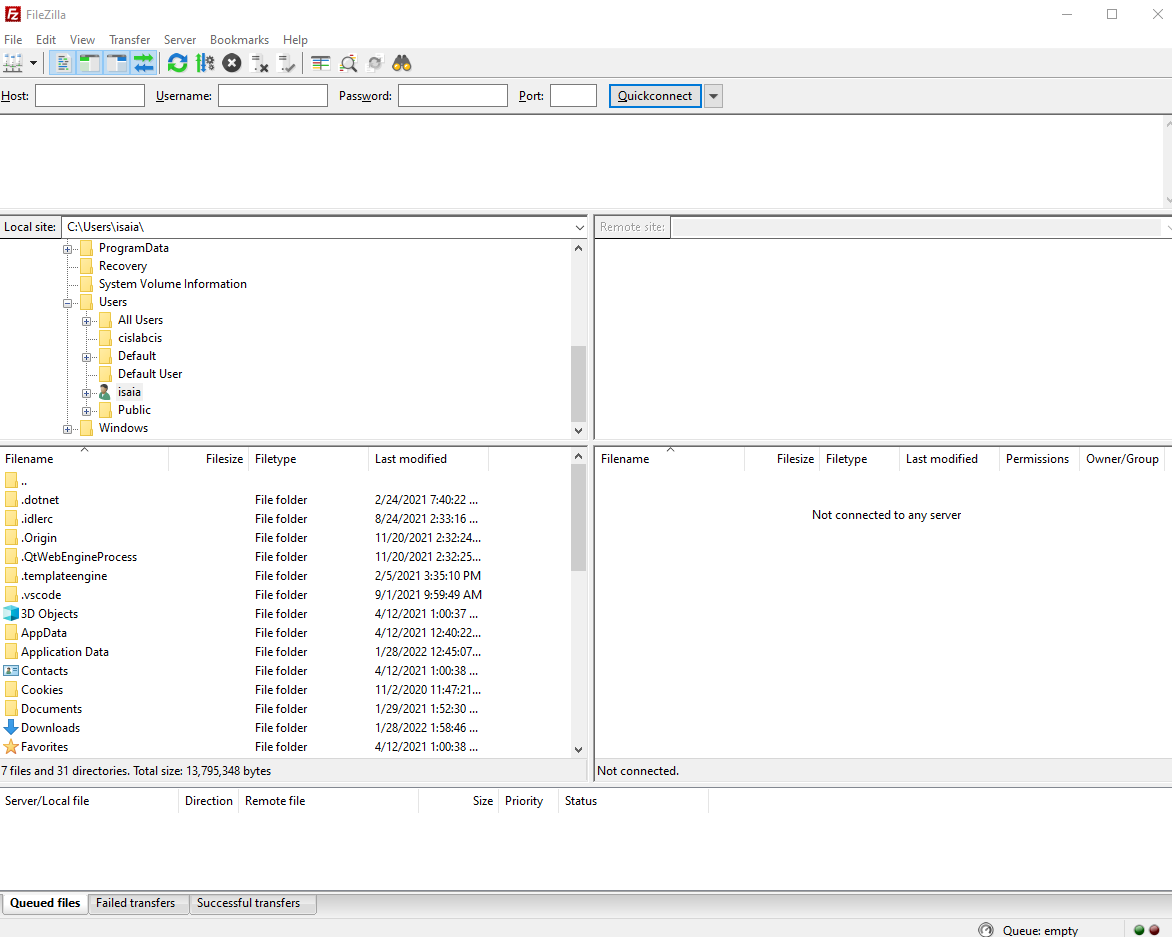 FileZilla
File Edit View Transfer Server Bookmarks Help
Host: Username: Password: Port: Quickconnect
Local site: C:\Users\isaia\
Remote site:
ProgramData
Recovery
System Volume Information
Users
All Users
cislabcis
Default
Default User
isaia
Public
Windows
Filename Filesize Filetype Last modified
..
.dotnet File folder 2/24/2021 7:40:22 ...
.idlerc File folder 8/24/2021 2:33:16 ...
.Origin File folder 11/20/2021 2:32:24...
.QtWebEngineProcess File folder 11/20/2021 2:32:25...
.templateengine File folder 2/5/2021 3:35:10 PM
.vscode File folder 9/1/2021 9:59:49 AM
3D Objects File folder 4/12/2021 1:00:37 ...
AppData File folder 4/12/2021 12:40:22...
Application Data File folder 1/28/2022 12:45:07...
Contacts File folder 4/12/2021 1:00:38 ...
Cookies File folder 11/2/2020 11:47:21...
Documents File folder 1/29/2021 1:52:30 ...
Downloads File folder 1/28/2022 1:58:46 ...
Favorites File folder 4/12/2021 1:00:38 ...
7 files and 31 directories. Total size: 13,795,348 bytes
Filename Filesize Filetype Last modified Permissions Owner/Group
Not connected to any server
Not connected.
Server/Local file Direction Remote file Size Priority Status
Queued files Failed transfers Successful transfers
Queue: empty